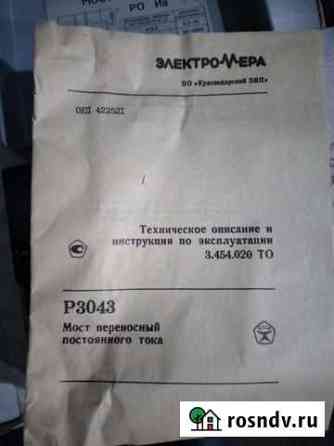 ЭЛЕКТРОМЕРА
ПО «Краснодарский ЗИП»
ОКП 422521
Техническое описание и
инструкция по эксплуатации
3.454.020 ТО
Р3043
Мост переносный
постоянного тока
rosndv.ru